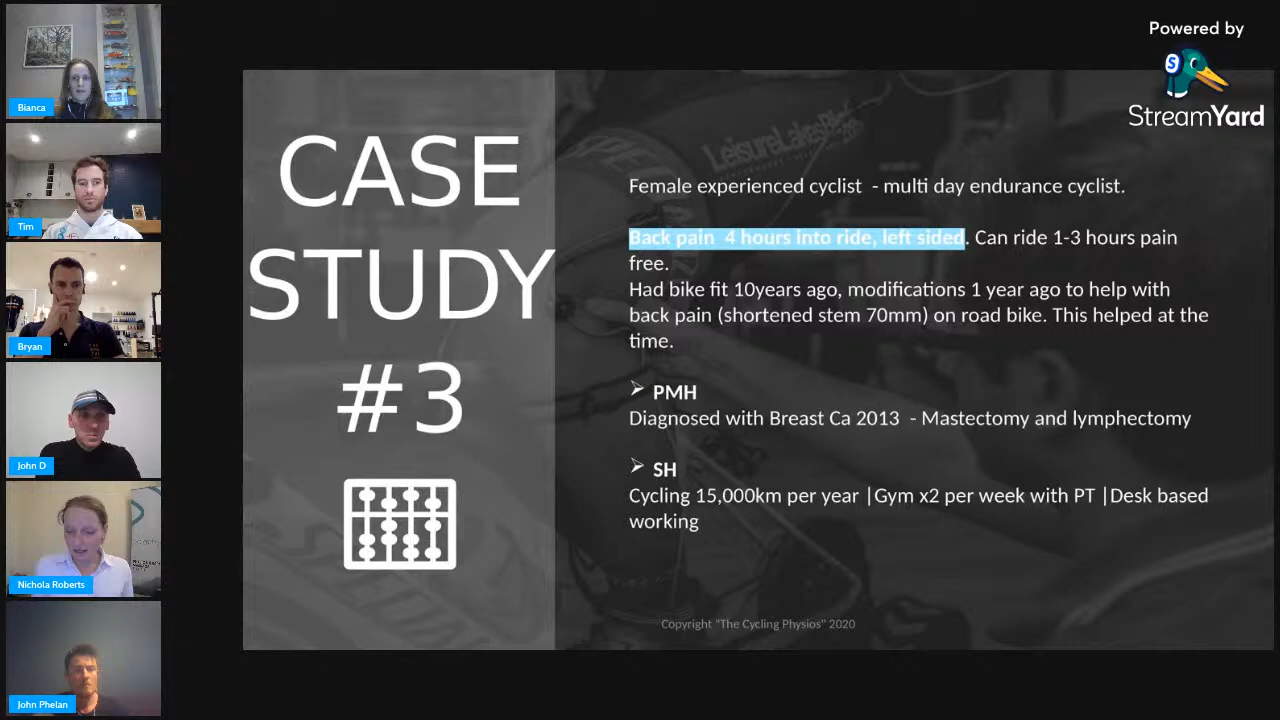 Powered by
StreamYard
Bianca
Tim
Bryan
John D
Nichola Roberts
John Phelan
CASE
STUDY
#3
LeisureLakesBikes
Female experienced cyclist  - multi day endurance cyclist.
Back pain  4 hours into ride, left sided. Can ride 1-3 hours pain
free.
Had bike fit 10years ago, modifications 1 year ago to help with
back pain (shortened stem 70mm) on road bike. This helped at the
time.
➢ PMH
Diagnosed with Breast Ca 2013  - Mastectomy and lymphectomy
➢ SH
Cycling 15,000km per year |Gym x2 per week with PT |Desk based
working
Copyright "The Cycling Physios" 2020